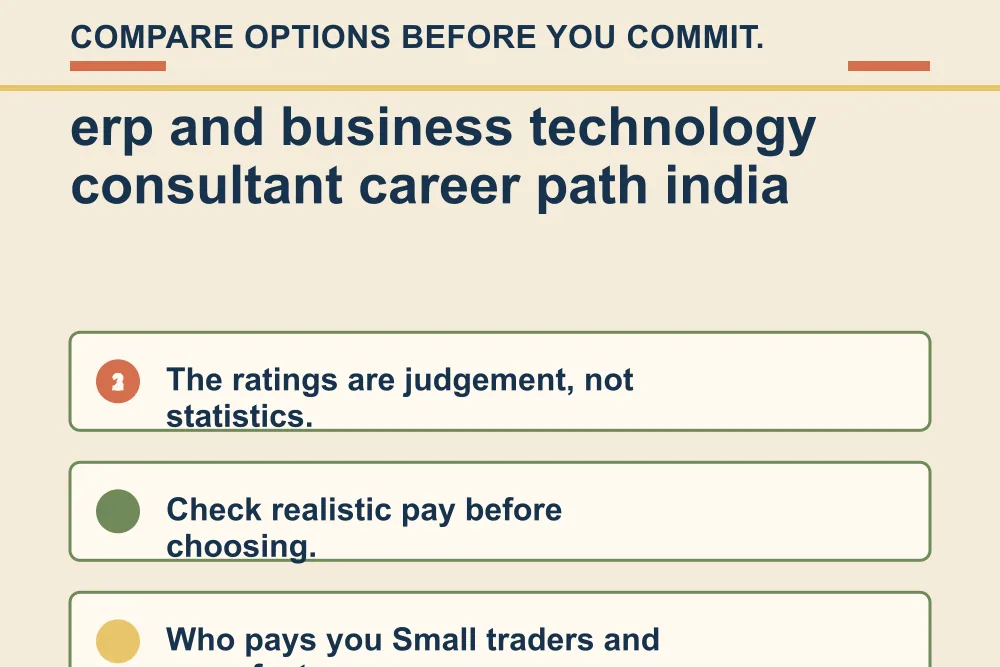 COMPARE OPTIONS BEFORE YOU COMMIT.
erp and business technology
consultant career path india
The ratings are judgement, not
statistics.
Check realistic pay before
choosing.
Who pays you Small traders and